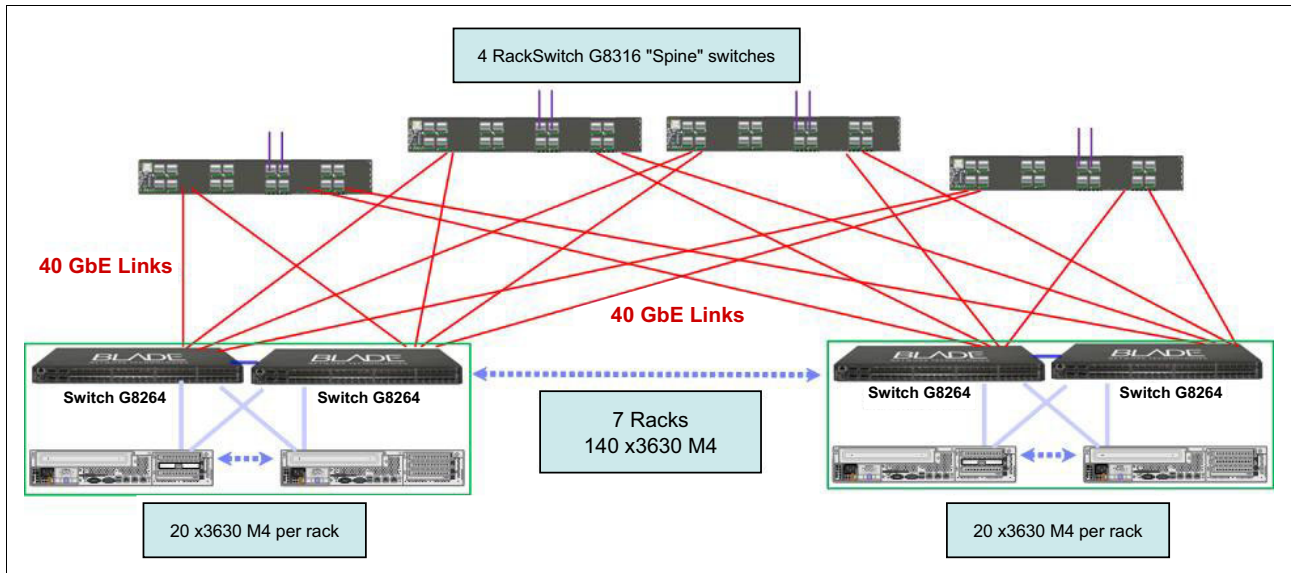 4 RackSwitch G8316 "Spine" switches
40 GbE Links
40 GbE Links
BLADE
BLADE
BLADE
BLADE
Switch G8264
Switch G8264
Switch G8264
Switch G8264
7 Racks
140 x3630 M4
20 x3630 M4 per rack
20 x3630 M4 per rack